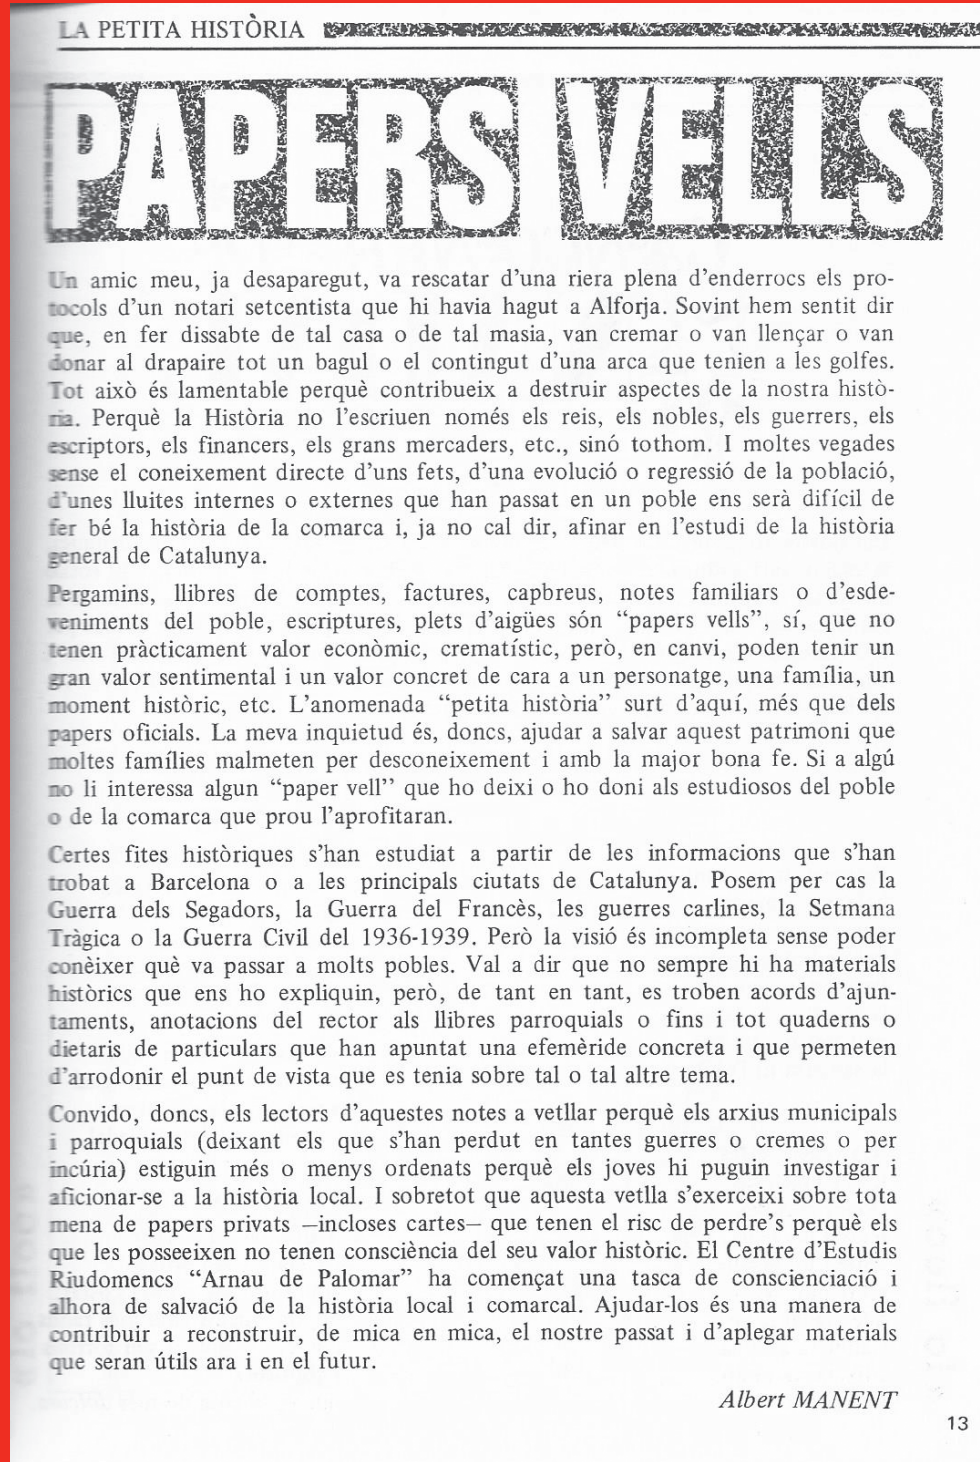 LA PETITA HISTÒRIA
PAPERS VELLS
Un amic meu, ja desaparegut, va rescatar d'una riera plena d'enderrocs els pro-
tocols d'un notari setcentista que hi havia hagut a Alforja. Sovint hem sentit dir
que, en fer dissabte de tal casa o de tal masia, van cremar o van llençar o van
donar al drapaire tot un bagul o el contingut d'una arca que tenien a les golfes.
Tot això és lamentable perquè contribueix a destruir aspectes de la nostra histò-
ria. Perquè la Història no l'escriuen només els reis, els nobles, els guerrers, els
escriptors, els financers, els grans mercaders, etc., sinó tothom. I moltes vegades
sense el coneixement directe d'uns fets, d'una evolució o regressió de la població,
d'unes lluites internes o externes que han passat en un poble ens serà difícil de
fer bé la història de la comarca i, ja no cal dir, afinar en l'estudi de la història
general de Catalunya.
Pergamins, llibres de comptes, factures, capbreus, notes familiars o d'esde-
veniments del poble, escriptures, plets d'aigües són “papers vells”, sí, que no
tenen pràcticament valor econòmic, crematístic, però, en canvi, poden tenir un
gran valor sentimental i un valor concret de cara a un personatge, una família, un
moment històric, etc. L'anomenada “petita història” surt d'aquí, més que dels
papers oficials. La meva inquietud és, doncs, ajudar a salvar aquest patrimoni que
moltes famílies malmeten per desconeixement i amb la major bona fe. Si a algú
no li interessa algun “paper vell” que ho deixi o ho doni als estudiosos del poble
o de la comarca que prou l'aprofitaran.
Certes fites històriques s'han estudiat a partir de les informacions que s'han
trobat a Barcelona o a les principals ciutats de Catalunya. Posem per cas la
Guerra dels Segadors, la Guerra del Francès, les guerres carlines, la Setmana
Tràgica o la Guerra Civil del 1936-1939. Però la visió és incompleta sense poder
conèixer què va passar a molts pobles. Val a dir que no sempre hi ha materials
històrics que ens ho expliquin, però, de tant en tant, es troben acords d'ajun-
taments, anotacions del rector als llibres parroquials o fins i tot quaderns o
dietaris de particulars que han apuntat una efemèride concreta i que permeten
d'arrodonir el punt de vista que es tenia sobre tal o tal altre tema.
Convido, doncs, els lectors d'aquestes notes a vetllar perquè els arxius municipals
i parroquials (deixant els que s'han perdut en tantes guerres o cremes o per
incúria) estiguin més o menys ordenats perquè els joves hi puguin investigar i
aficionar-se a la història local. I sobretot que aquesta vetlla s'exerceixi sobre tota
mena de papers privats —incloses cartes— que tenen el risc de perdre's perquè els
que les posseeixen no tenen consciència del seu valor històric. El Centre d'Estudis
Riudomencs “Arnau de Palomar” ha començat una tasca de conscienciació i
alhora de salvació de la història local i comarcal. Ajudar-los és una manera de
contribuir a reconstruir, de mica en mica, el nostre passat i d'aplegar materials
que seran útils ara i en el futur.
Albert MANENT
13